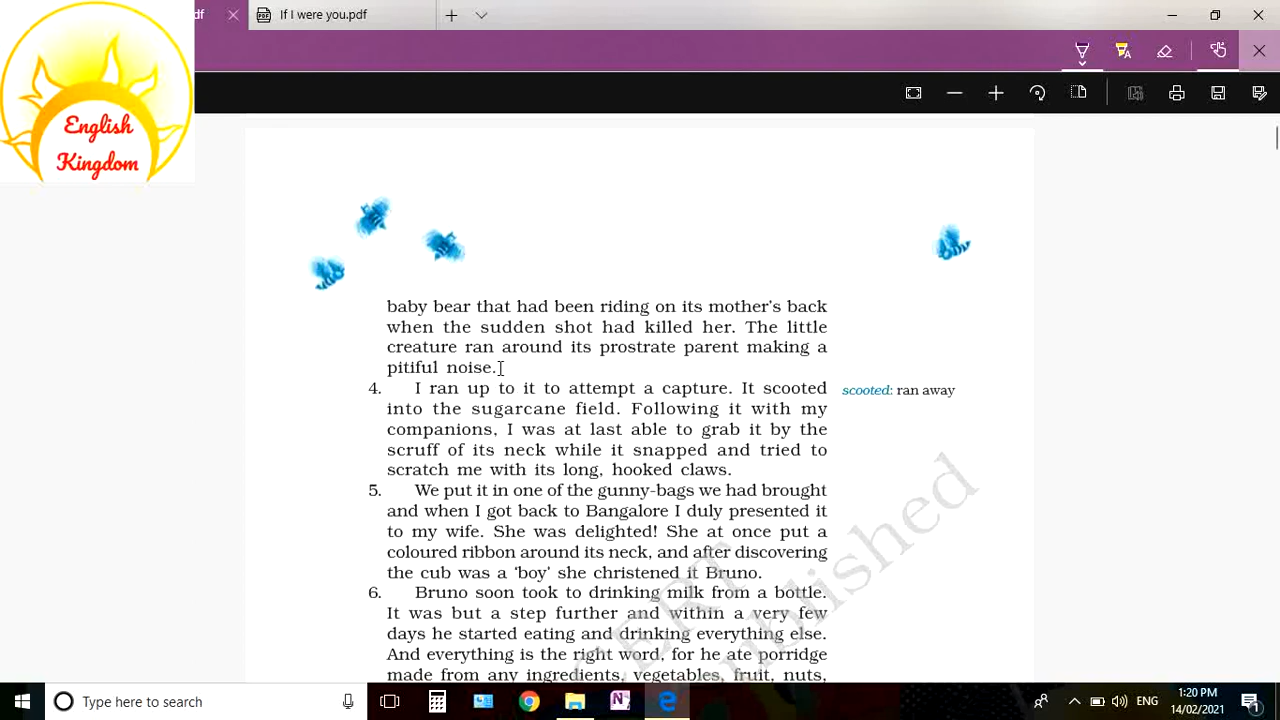 df
If I were you.pdf
English
Kingdom
baby bear that had been riding on its mother's back
when the sudden shot had killed her. The little
creature ran around its prostrate parent making a
pitiful noise.
4. I ran up to it to attempt a capture. It scooted
scooted: ran away
into the sugarcane field. Following it with my
companions, I was at last able to grab it by the
scruff of its neck while it snapped and tried to
scratch me with its long, hooked claws.
5. We put it in one of the gunny-bags we had brought
and when I got back to Bangalore I duly presented it
to my wife. She was delighted! She at once put a
coloured ribbon around its neck, and after discovering
the cub was a 'boy' she christened it Bruno.
6. Bruno soon took to drinking milk from a bottle.
It was but a step further and within a very few
days he started eating and drinking everything else.
And everything is the right word, for he ate porridge
made from any ingredients, vegetables, fruit, nuts,
CERT
ublished
Type here to search
ENG
1:20 PM
14/02/2021
1